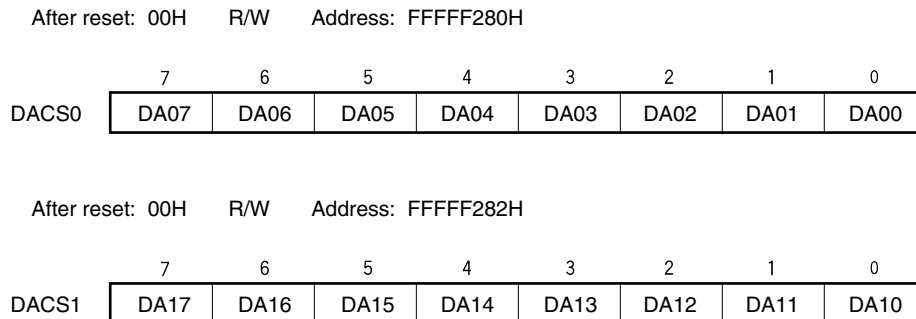 After reset: 00H R/W Address: FFFFF280H
7 6 5 4 3 2 1 0
DACS0 DA07 DA06 DA05 DA04 DA03 DA02 DA01 DA00
After reset: 00H R/W Address: FFFFF282H
7 6 5 4 3 2 1 0
DACS1 DA17 DA16 DA15 DA14 DA13 DA12 DA11 DA10